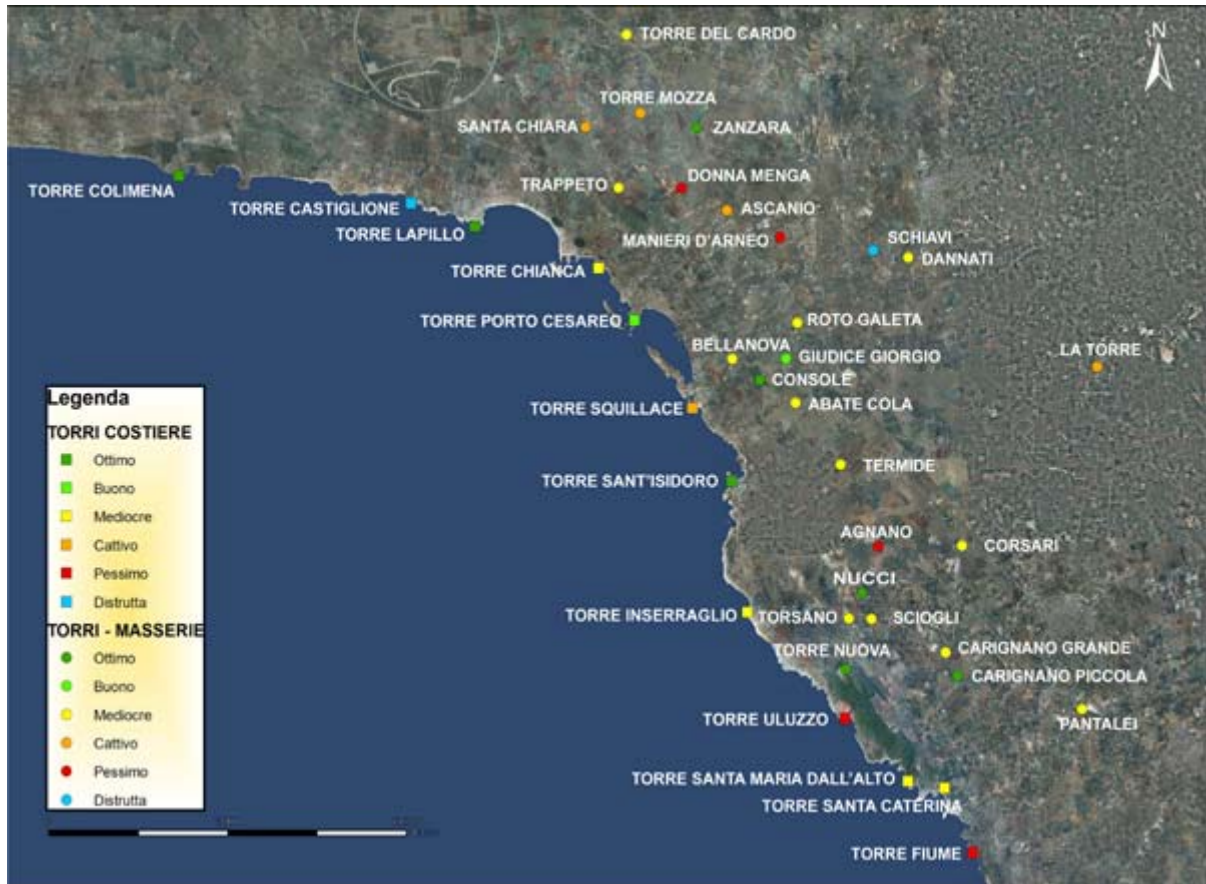 TORRE DEL CARDO
N
TORRE MOZZA
SANTA CHIARA
ZANZARA
TORRE COLIMENA
TRAPPETO
DONNA MENGA
TORRE CASTIGLIONE
ASCANIO
TORRE LAPILLO
MANIERI D'ARNEO
SCHIAVI
DANNATI
TORRE CHIANCA
TORRE PORTO CESAREO
ROTO GALETA
BELLANOVA
GIUDICE GIORGIO
LA TORRE
CONSOLE
TORRE SQUILLACE
ABATE COLA
TERMIDE
TORRE SANT'ISIDORO
AGNANO
CORSARI
NUCCI
TORRE INSERRAGLIO
TORSANO
SCIOGLI
TORRE NUOVA
CARIGNANO GRANDE
CARIGNANO PICCOLA
TORRE ULUZZO
PANTALEI
TORRE SANTA MARIA DALL'ALTO
TORRE SANTA CATERINA
TORRE FIUME
Legenda
TORRI COSTIERE
Ottimo
Buono
Mediocre
Cattivo
Pessimo
Distrutta
TORRI - MASSERIE
Ottimo
Buono
Mediocre
Cattivo
Pessimo
Distrutta